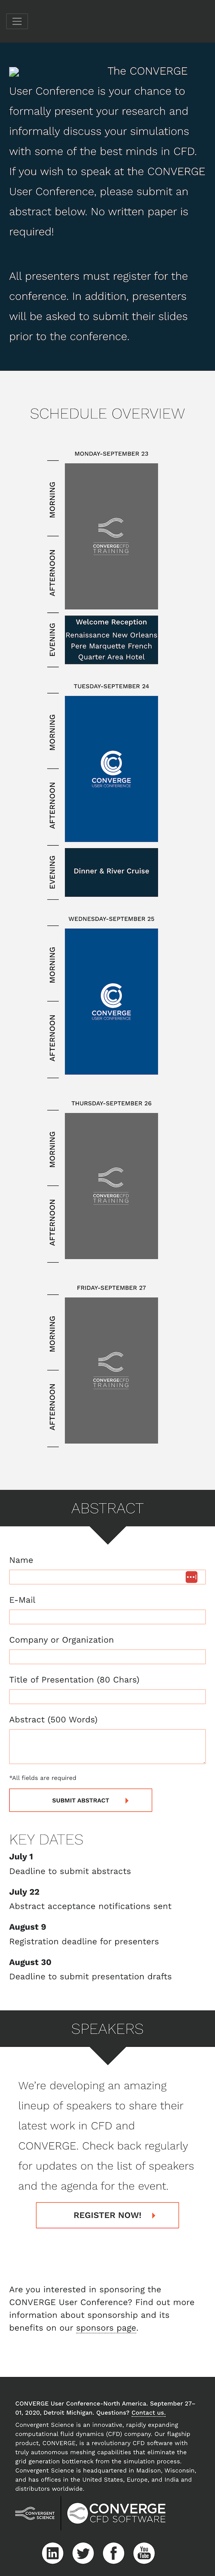 The CONVERGE
User Conference is your chance to
formally present your research and
informally discuss your simulations
with some of the best minds in CFD.
If you wish to speak at the CONVERGE
User Conference, please submit an
abstract below. No written paper is
required!
All presenters must register for the
conference. In addition, presenters
will be asked to submit their slides
prior to the conference.
SCHEDULE OVERVIEW
MONDAY-SEPTEMBER 23
MORNING
CONVERGECFD
TRAINING
AFTERNOON
EVENING
Welcome Reception
Renaissance New Orleans
Pere Marquette French
Quarter Area Hotel
TUESDAY-SEPTEMBER 24
MORNING
CONVERGE
USER CONFERENCE
AFTERNOON
EVENING
Dinner & River Cruise
WEDNESDAY-SEPTEMBER 25
MORNING
CONVERGE
USER CONFERENCE
AFTERNOON
THURSDAY-SEPTEMBER 26
MORNING
CONVERGECFD
TRAINING
AFTERNOON
FRIDAY-SEPTEMBER 27
MORNING
CONVERGECFD
TRAINING
AFTERNOON
ABSTRACT
Name
E-Mail
Company or Organization
Title of Presentation (80 Chars)
Abstract (500 Words)
*All fields are required
SUBMIT ABSTRACT
KEY DATES
July 1
Deadline to submit abstracts
July 22
Abstract acceptance notifications sent
August 9
Registration deadline for presenters
August 30
Deadline to submit presentation drafts
SPEAKERS
We're developing an amazing
lineup of speakers to share their
latest work in CFD and
CONVERGE. Check back regularly
for updates on the list of speakers
and the agenda for the event.
REGISTER NOW!
Are you interested in sponsoring the
CONVERGE User Conference? Find out more
information about sponsorship and its
benefits on our sponsors page.
CONVERGE User Conference-North America. September 27–
01, 2020, Detroit Michigan. Questions? Contact us.
Convergent Science is an innovative, rapidly expanding
computational fluid dynamics (CFD) company. Our flagship
product, CONVERGE, is a revolutionary CFD software with
truly autonomous meshing capabilities that eliminate the
grid generation bottleneck from the simulation process.
Convergent Science is headquartered in Madison, Wisconsin,
and has offices in the United States, Europe, and India and
distributors worldwide.
CONVERGENT
SCIENCE
CONVERGE
CFD SOFTWARE
in
f
You
Tube